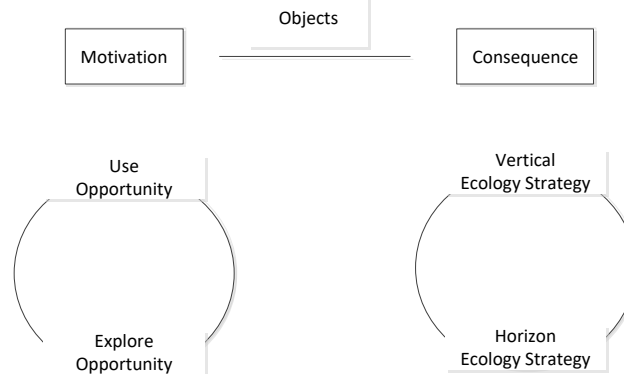 Objects
Motivation
Consequence
Use
Opportunity
Vertical
Ecology Strategy
Explore
Opportunity
Horizon
Ecology Strategy